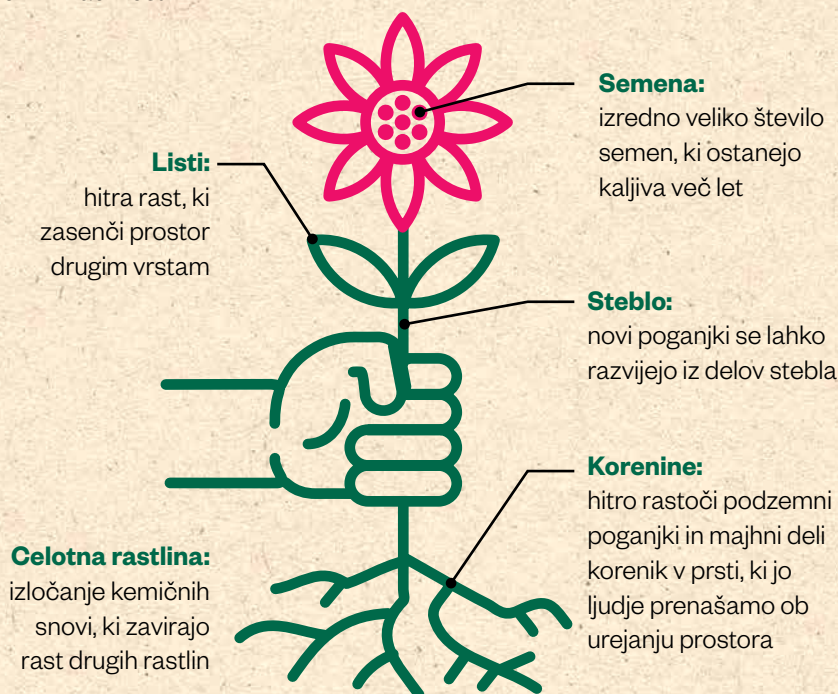 Semena:
izredno veliko število
semen, ki ostanejo
kaljiva več let
Listi:
hitra rast, ki
zasenči prostor
drugim vrstam
Steblo:
novi poganjki se lahko
razvijejo iz delov stebla
Korenine:
hitro rastoči podzemni
poganjki in majhni deli
korenik v prsti, ki jo
ljudje prenašamo ob
urejanju prostora
Celotna rastlina:
izločanje kemičnih
snovi, ki zavirajo
rast drugih rastlin